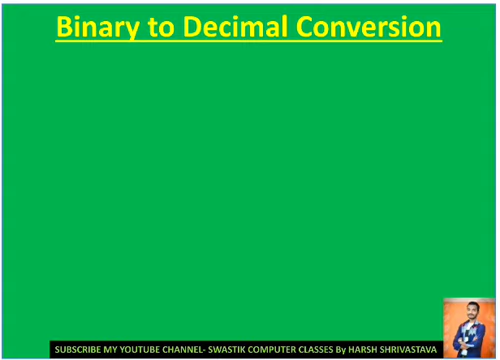 Binary to Decimal Conversion
SUBSCRIBE MY YOUTUBE CHANNEL- SWASTIK COMPUTER CLASSES By HARSH SHRIVASTAVA